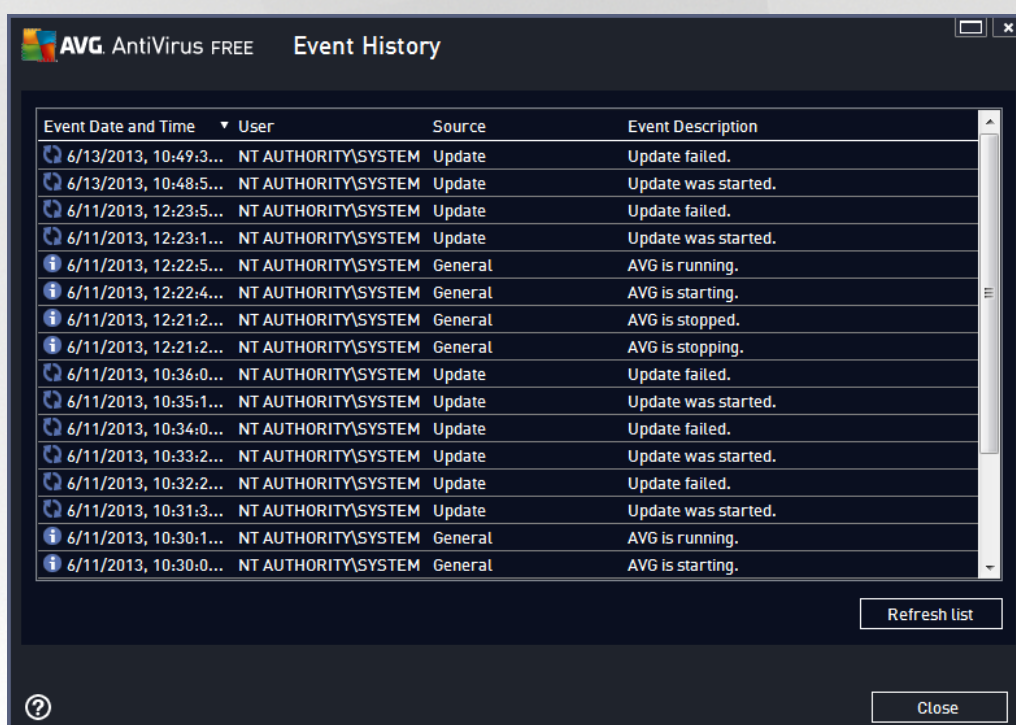 AVG. AntiVirus FREE Event History
Event Date and Time User Source Event Description
6/13/2013, 10:49:3... NT AUTHORITY\SYSTEM Update Update failed.
6/13/2013, 10:48:5... NT AUTHORITY\SYSTEM Update Update was started.
6/11/2013, 12:23:5... NT AUTHORITY\SYSTEM Update Update failed.
6/11/2013, 12:23:1... NT AUTHORITY\SYSTEM Update Update was started.
6/11/2013, 12:22:5... NT AUTHORITY\SYSTEM General AVG is running.
6/11/2013, 12:22:4... NT AUTHORITY\SYSTEM General AVG is starting.
6/11/2013, 12:21:2... NT AUTHORITY\SYSTEM General AVG is stopped.
6/11/2013, 12:21:2... NT AUTHORITY\SYSTEM General AVG is stopping.
6/11/2013, 10:36:0... NT AUTHORITY\SYSTEM Update Update failed.
6/11/2013, 10:35:1... NT AUTHORITY\SYSTEM Update Update was started.
6/11/2013, 10:34:0... NT AUTHORITY\SYSTEM Update Update failed.
6/11/2013, 10:33:2... NT AUTHORITY\SYSTEM Update Update was started.
6/11/2013, 10:32:2... NT AUTHORITY\SYSTEM Update Update failed.
6/11/2013, 10:31:3... NT AUTHORITY\SYSTEM Update Update was started.
6/11/2013, 10:30:1... NT AUTHORITY\SYSTEM General AVG is running.
6/11/2013, 10:30:0... NT AUTHORITY\SYSTEM General AVG is starting.
Refresh list
Close